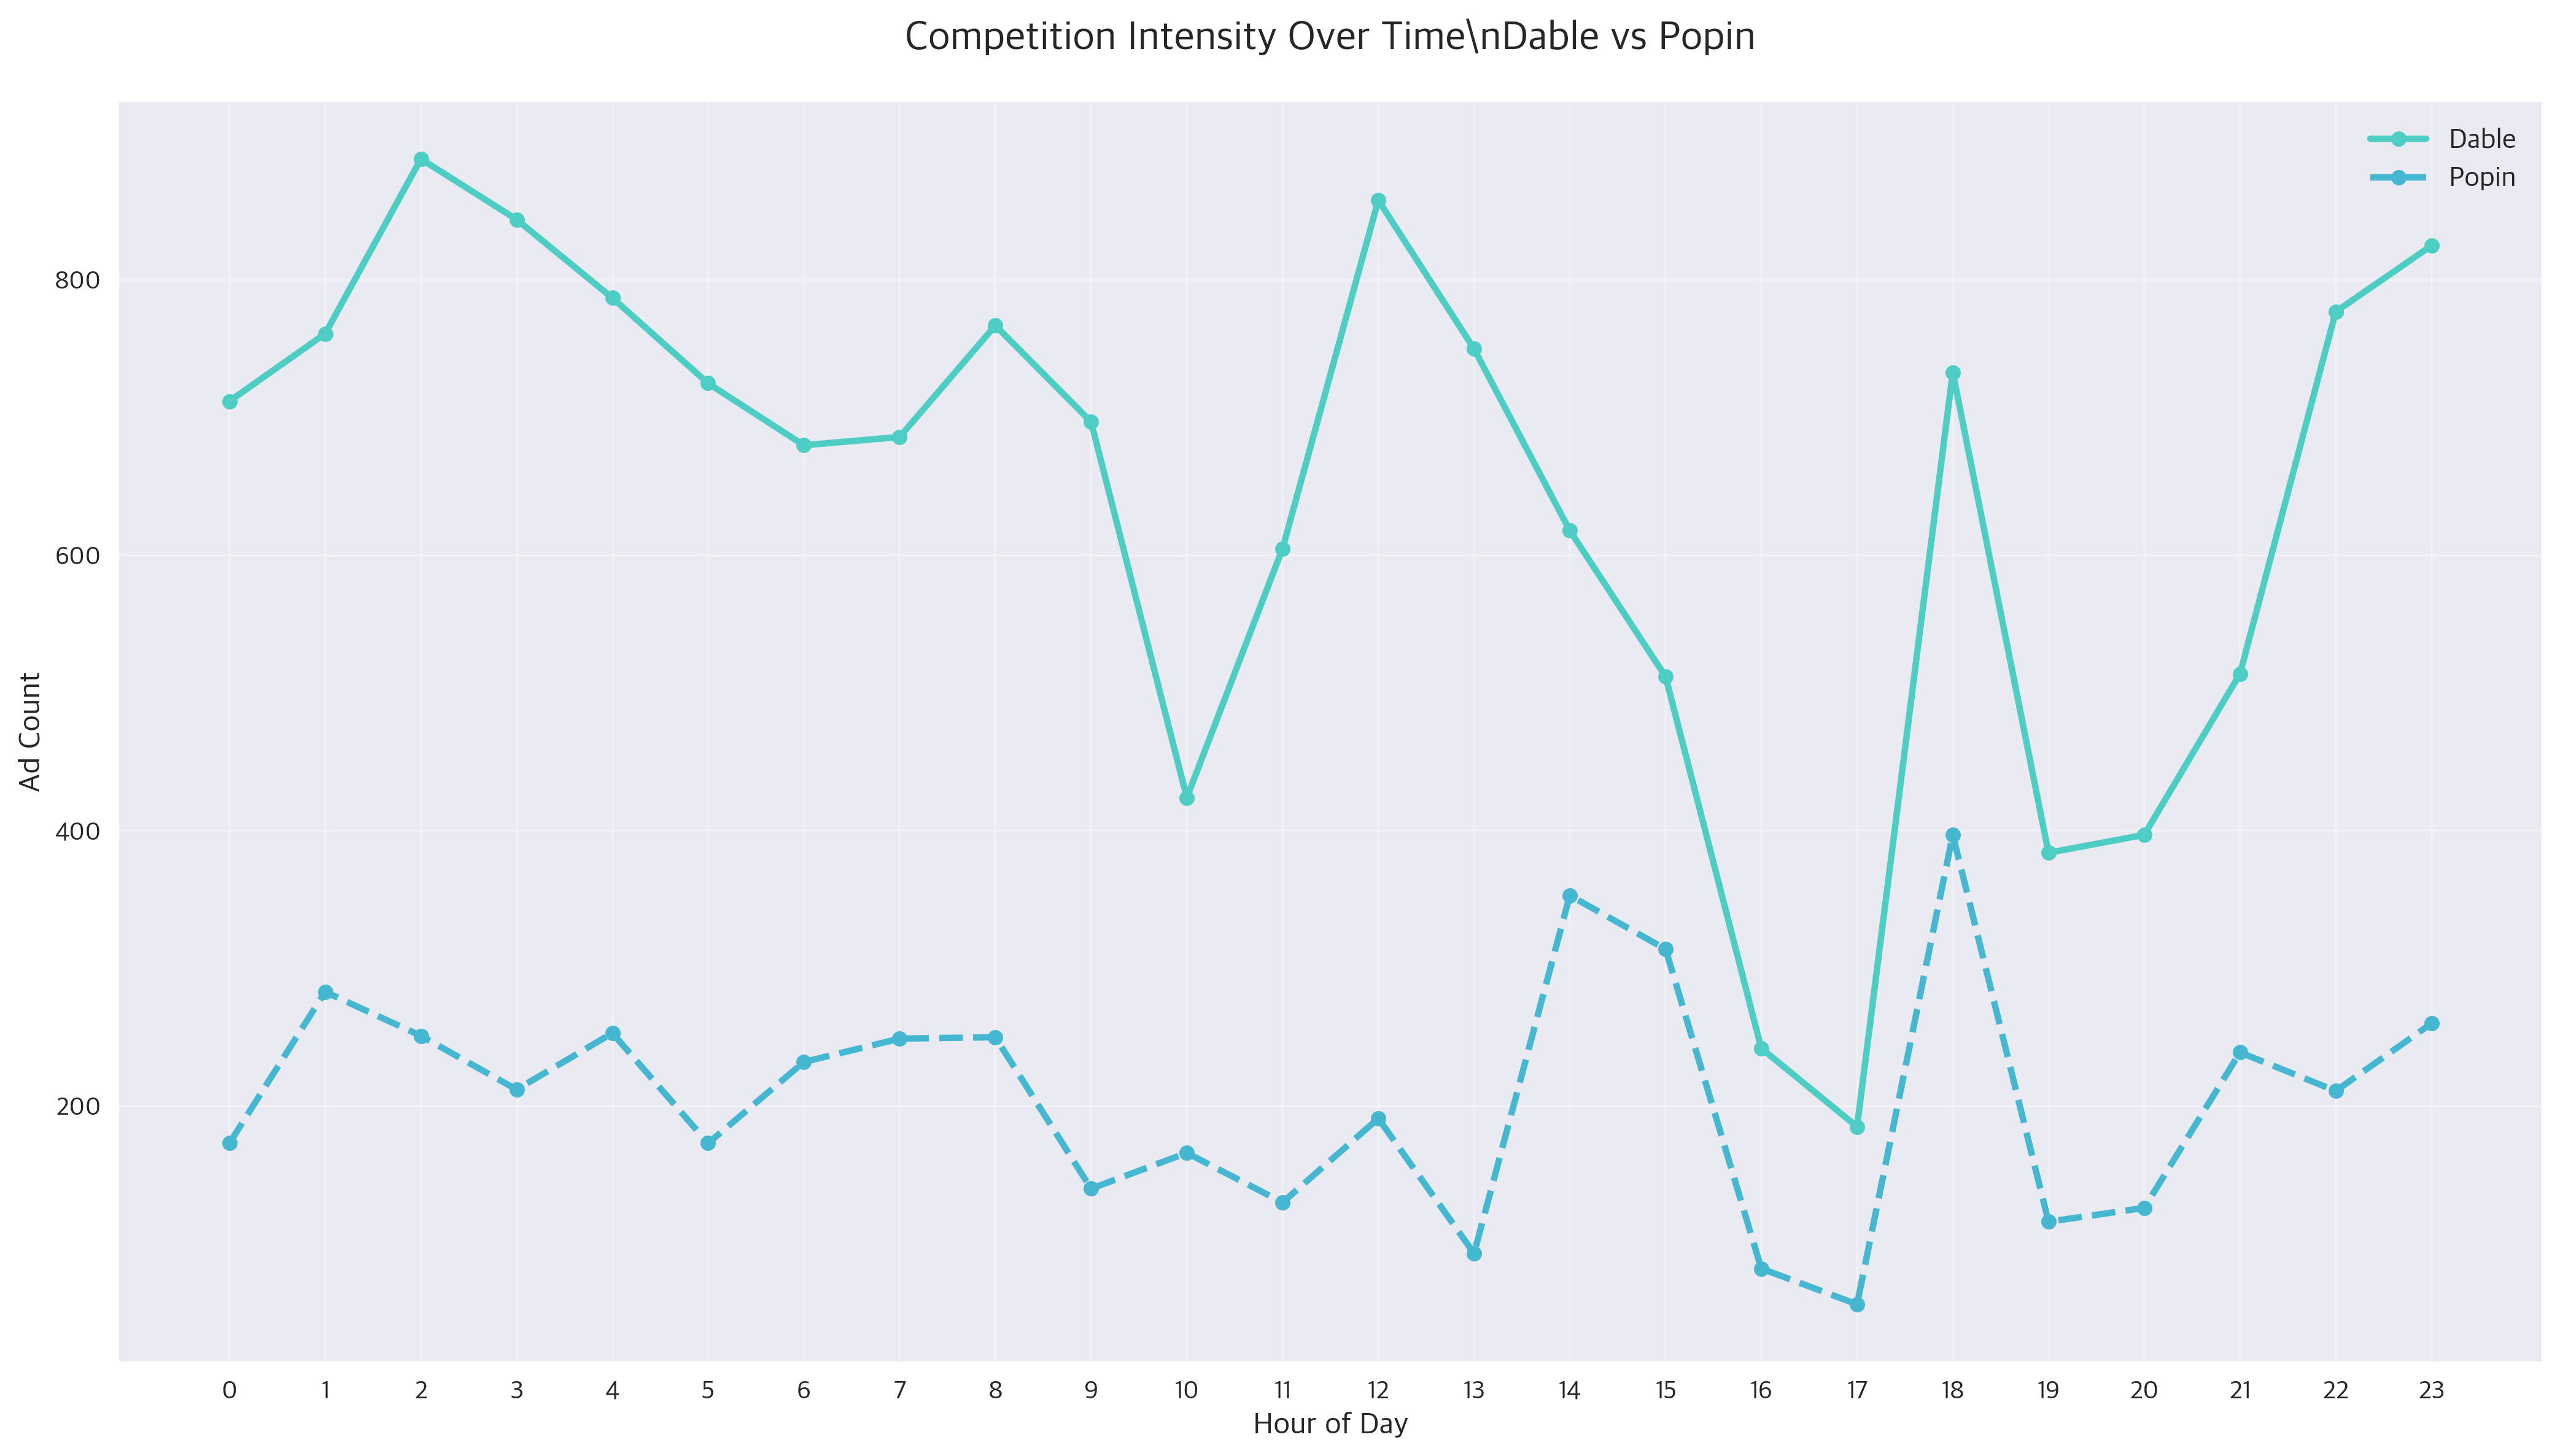 Competition Intensity Over Time\nDable vs Popin
Dable
Popin
800
600
400
200
Ad Count
0 1 2 3 4 5 6 7 8 9 10 11 12 13 14 15 16 17 18 19 20 21 22 23
Hour of Day